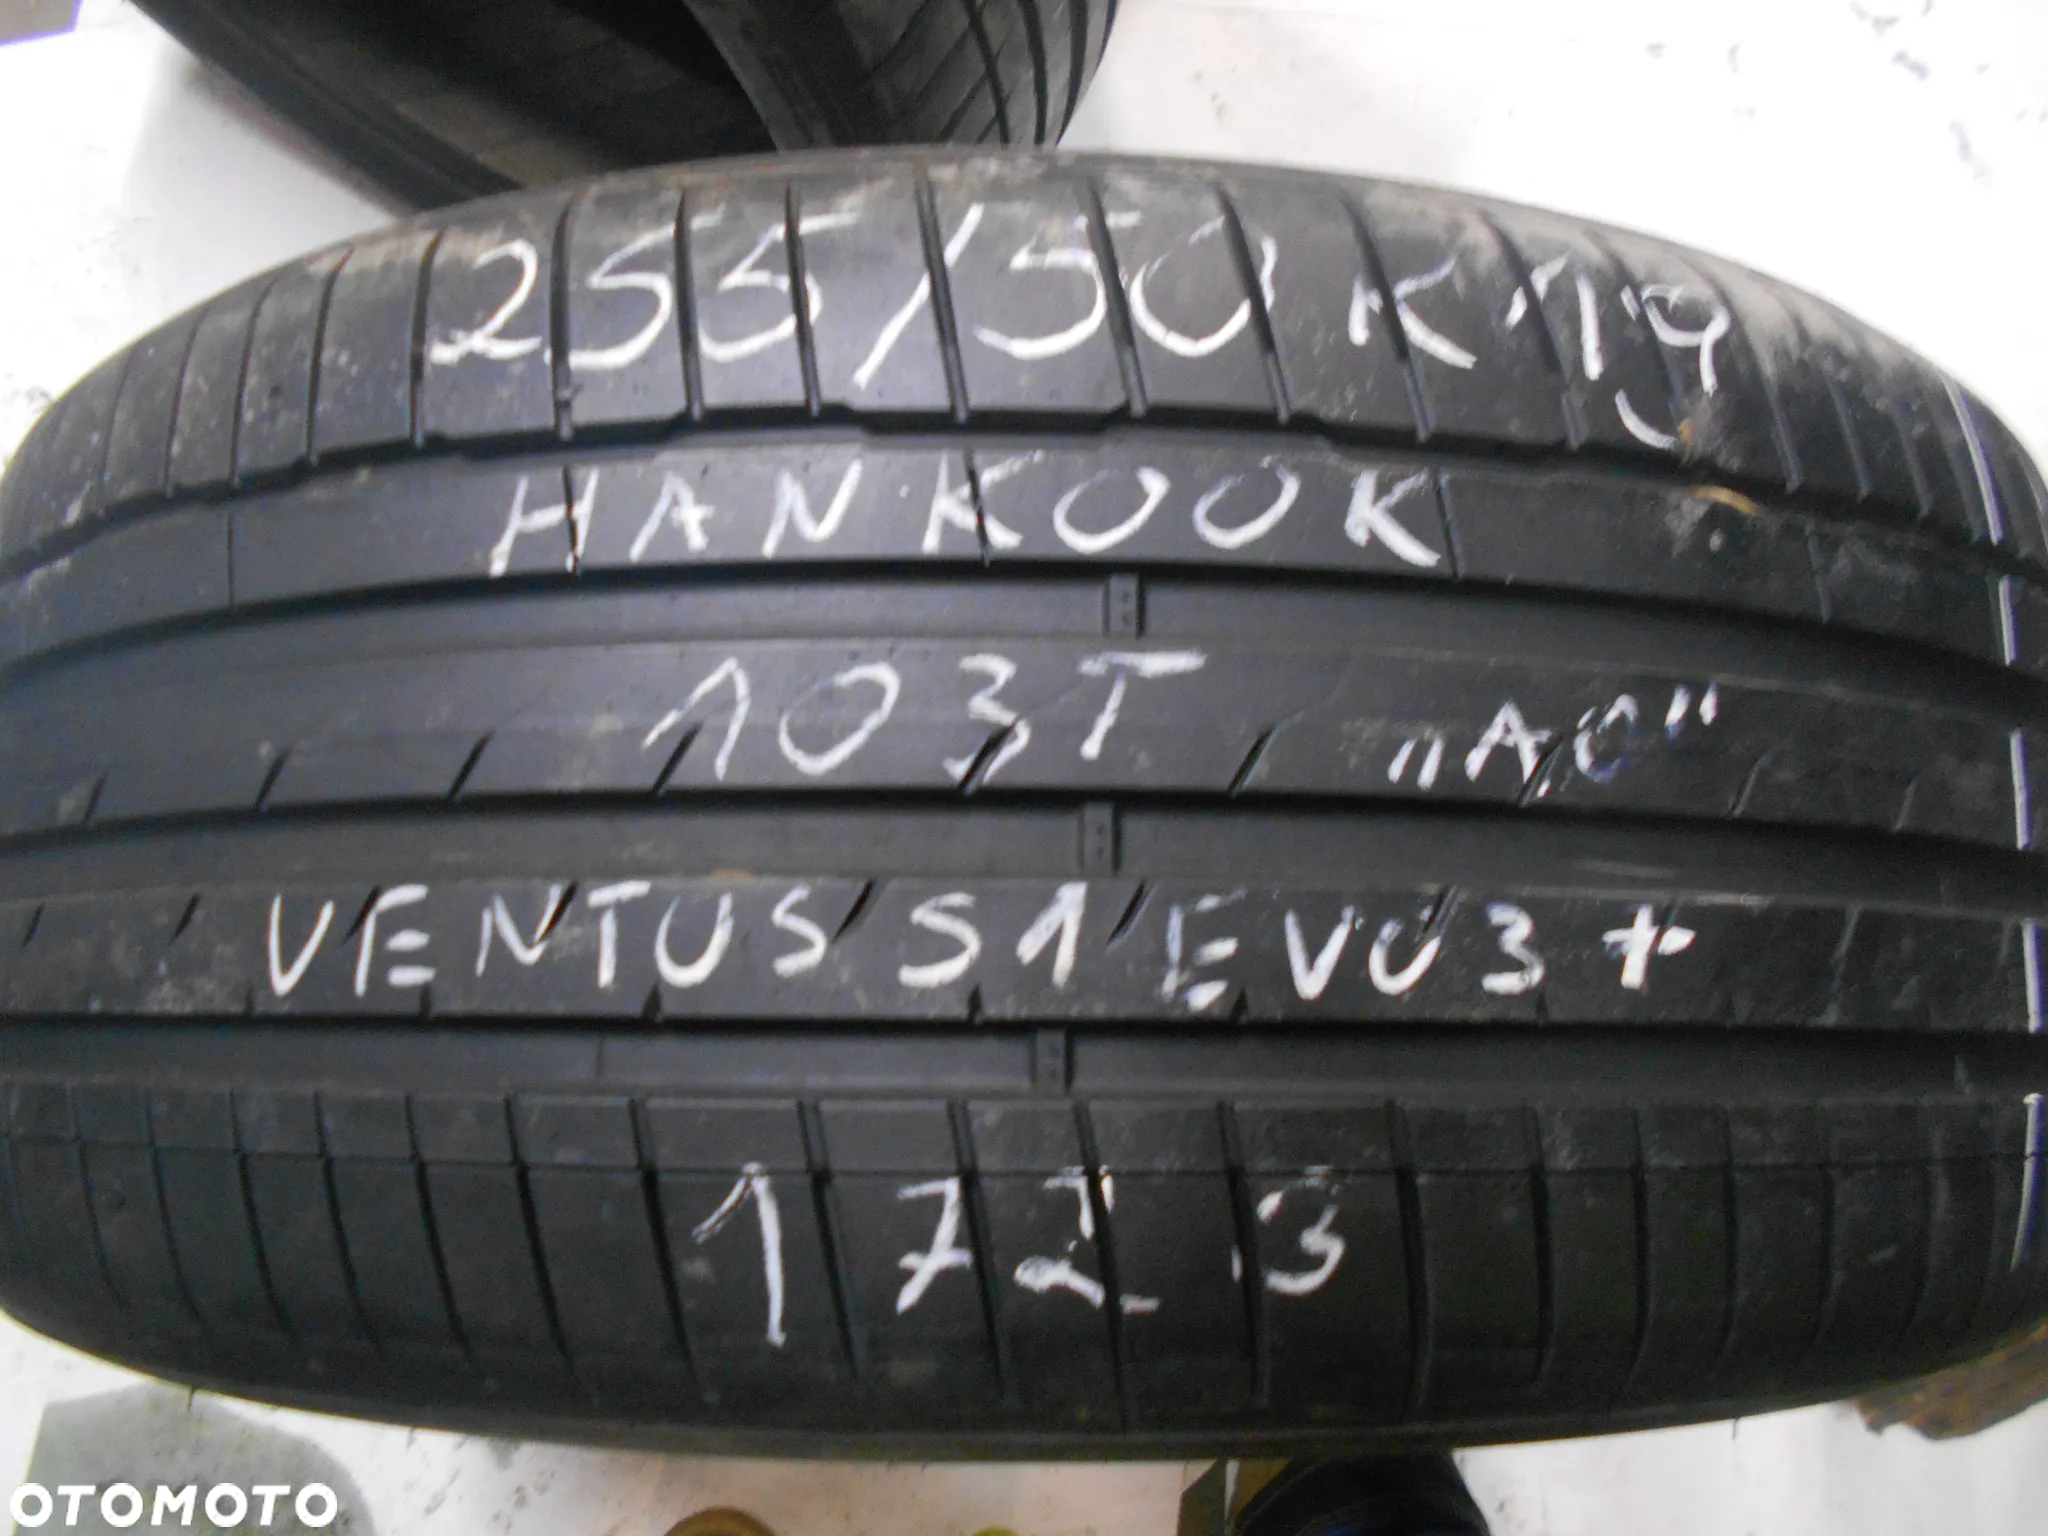 255/50 R19
HANKOOK
103T „AO"
VENTUS S1 EVO3+
1723
OTOMOTO